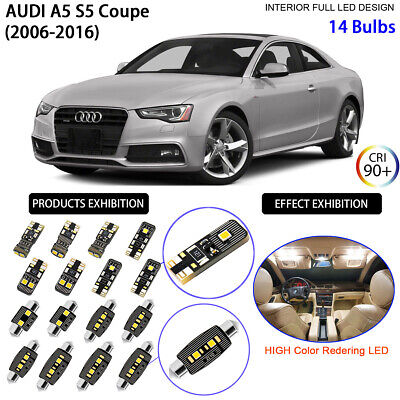 AUDI A5 S5 Coupe
(2006-2016)
INTERIOR FULL LED DESIGN
14 Bulbs
CRI
90+
PRODUCTS EXHIBITION
EFFECT EXHIBITION
HIGH Color Redering LED